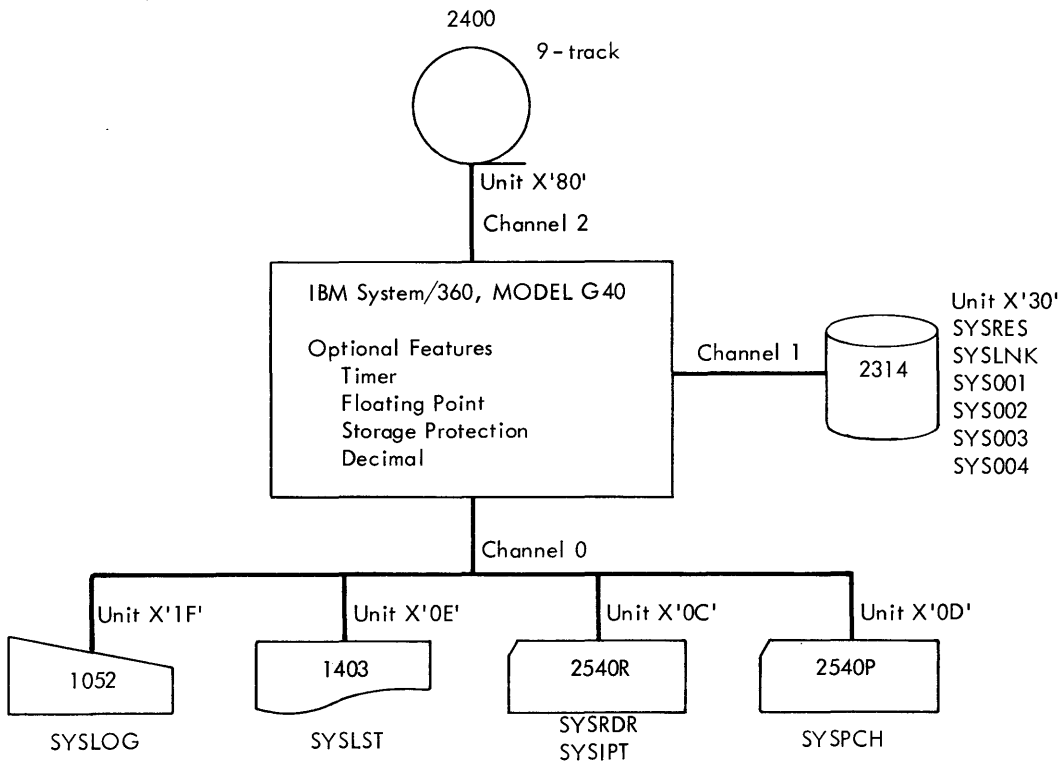 2400
9-track
Unit X'80'
Channel 2
IBM System/360, MODEL G40
Optional Features
Timer
Floating Point
Storage Protection
Decimal
Channel 1
2314
Unit X'30'
SYSRES
SYSLNK
SYS001
SYS002
SYS003
SYS004
Channel 0
Unit X'1F'
Unit X'0E'
Unit X'0C'
Unit X'0D'
1052
1403
2540R
2540P
SYSLOG
SYSLST
SYSRDR
SYSIPT
SYSPCH